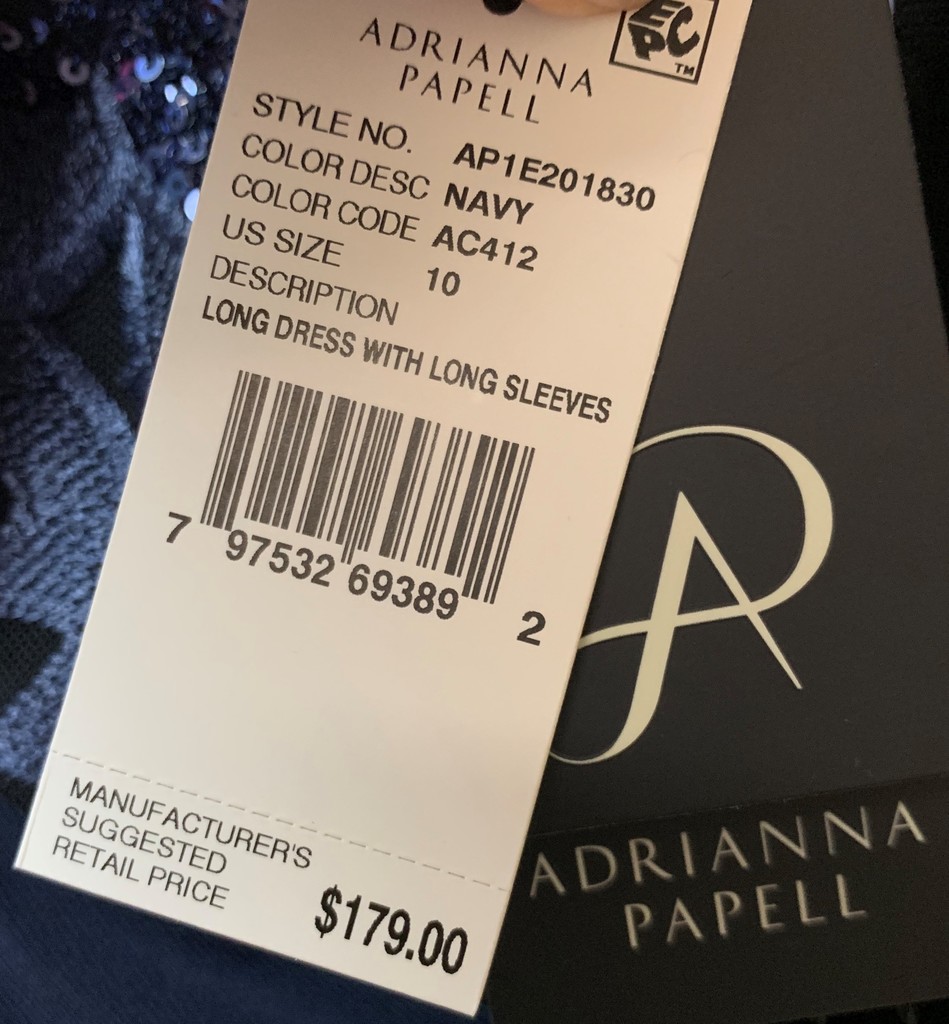 ADRIANNA
PAPELL
EPC
TM
STYLE NO. AP1E201830
COLOR DESC NAVY
COLOR CODE AC412
US SIZE 10
DESCRIPTION
LONG DRESS WITH LONG SLEEVES
7 97532 69389 2
MANUFACTURER'S
SUGGESTED
RETAIL PRICE
$179.00
AP
ADRIANNA
PAPELL